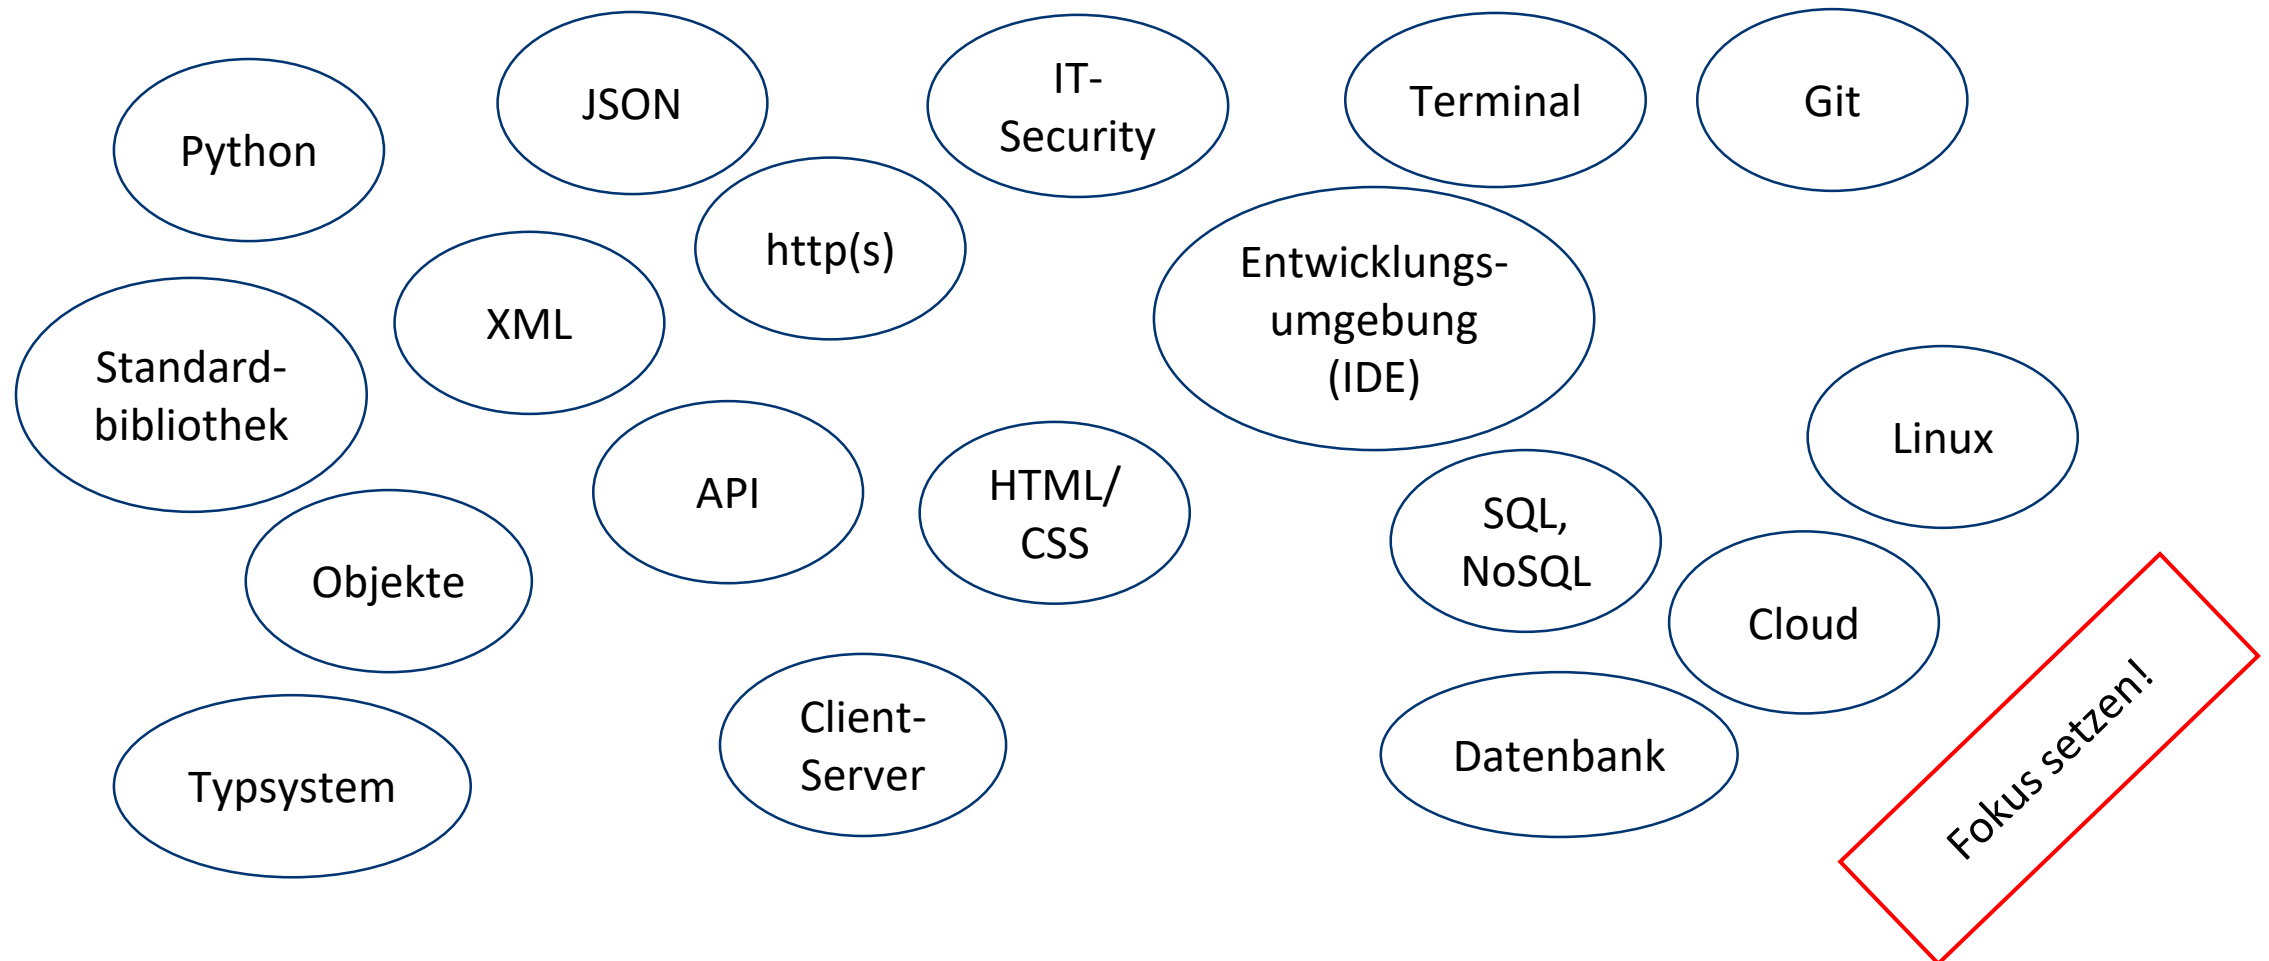 Python
JSON
IT-
Security
Terminal
Git
http(s)
XML
Entwicklungs-
umgebung
(IDE)
Standard-
bibliothek
Linux
API
HTML/
CSS
SQL,
NoSQL
Objekte
Cloud
Client-
Server
Datenbank
Typsystem
Fokus setzen!